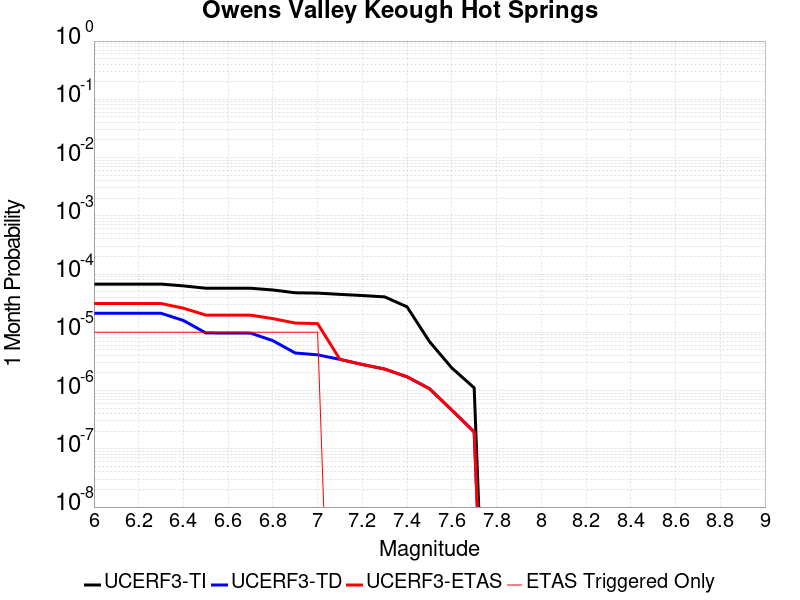 Owens Valley Keough Hot Springs
10^0
10^-1
10^-2
10^-3
10^-4
10^-5
10^-6
10^-7
10^-8
1 Month Probability
6 6.2 6.4 6.6 6.8 7 7.2 7.4 7.6 7.8 8 8.2 8.4 8.6 8.8 9
Magnitude
UCERF3-TI UCERF3-TD UCERF3-ETAS ETAS Triggered Only